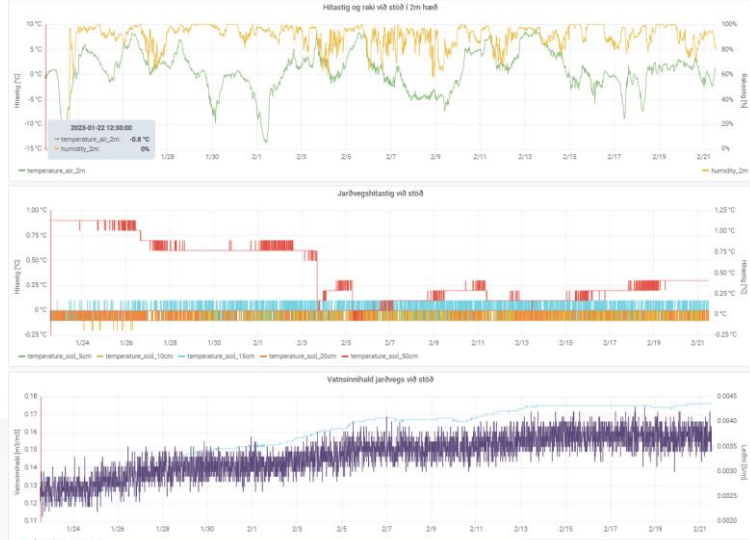 Hitastig og raki við stöð í 2m hæð
10 °C
5 °C
0 °C
-5 °C
-10 °C
-15 °C
Hitastig [°C]
100%
80%
60%
40%
20%
0%
Rakastig [%]
2023-01-22 12:30:00
temperature_air_2m: -0.8 °C
humidity_2m: 0%
1/28 1/30 2/1 2/3 2/5 2/7 2/9 2/11 2/13 2/15 2/17 2/19 2/21
temperature_air_2m humidity_2m
Jarðvegshitastig við stöð
1.00 °C
0.75 °C
0.50 °C
0.25 °C
0 °C
-0.25 °C
Hitastig [°C]
1.25 °C
1.00 °C
0.75 °C
0.50 °C
0.25 °C
0 °C
-0.25 °C
Hitastig [°C]
1/24 1/26 1/28 1/30 2/1 2/3 2/5 2/7 2/9 2/11 2/13 2/15 2/17 2/19 2/21
temperature_soil_5cm temperature_soil_10cm temperature_soil_15cm temperature_soil_20cm temperature_soil_50cm
Vatnsinnihald jarðvegs við stöð
0.18
0.17
0.16
0.15
0.14
0.13
0.12
0.11
Vatnsinnihald [m3/m3]
0.0045
0.0040
0.0035
0.0030
0.0025
0.0020
Leiðni [S/m]
1/24 1/26 1/28 1/30 2/1 2/3 2/5 2/7 2/9 2/11 2/13 2/15 2/17 2/19 2/21